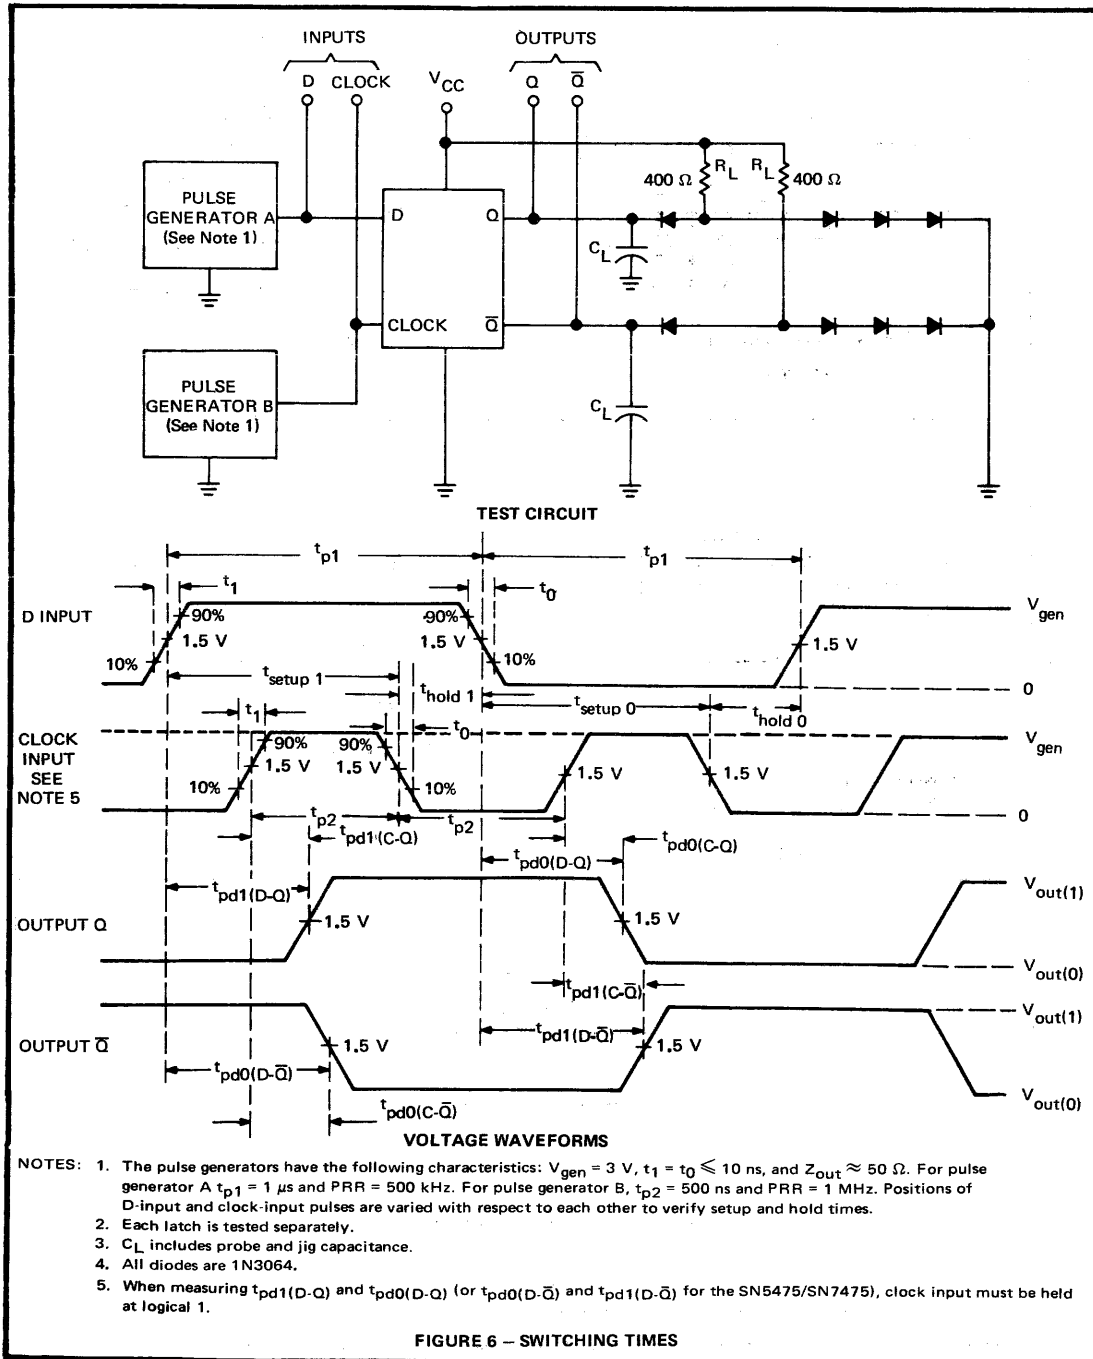 INPUTS OUTPUTS
D CLOCK V_CC Q Q̅
R_L R_L
400 Ω 400 Ω
PULSE
GENERATOR A
(See Note 1)
D Q
C_L
CLOCK Q̅
PULSE
GENERATOR B
(See Note 1)
C_L
TEST CIRCUIT
t_p1 t_p1
t_1 t_0
D INPUT 90% 90% V_gen
1.5 V 1.5 V 1.5 V
10% 10%
t_setup 1 t_hold 1 t_setup 0 t_hold 0 0
t_1 t_0
CLOCK
INPUT
SEE
NOTE 5
90% 90% V_gen
1.5 V 1.5 V 1.5 V 1.5 V
10% 10%
0
t_p2 t_p2
t_pd1(C-Q) t_pd0(D-Q) t_pd0(C-Q)
t_pd1(D-Q) V_out(1)
OUTPUT Q 1.5 V 1.5 V
V_out(0)
t_pd1(C-Q̅)
V_out(1)
t_pd1(D-Q̅)
OUTPUT Q̅ 1.5 V 1.5 V
t_pd0(D-Q̅)
t_pd0(C-Q̅) V_out(0)
VOLTAGE WAVEFORMS
NOTES: 1. The pulse generators have the following characteristics: V_gen = 3 V, t_1 = t_0 ⩽ 10 ns, and Z_out ≈ 50 Ω. For pulse
generator A t_p1 = 1 μs and PRR = 500 kHz. For pulse generator B, t_p2 = 500 ns and PRR = 1 MHz. Positions of
D-input and clock-input pulses are varied with respect to each other to verify setup and hold times.
2. Each latch is tested separately.
3. C_L includes probe and jig capacitance.
4. All diodes are 1N3064.
5. When measuring t_pd1(D-Q) and t_pd0(D-Q) (or t_pd0(D-Q̅) and t_pd1(D-Q̅) for the SN5475/SN7475), clock input must be held
at logical 1.
FIGURE 6 – SWITCHING TIMES